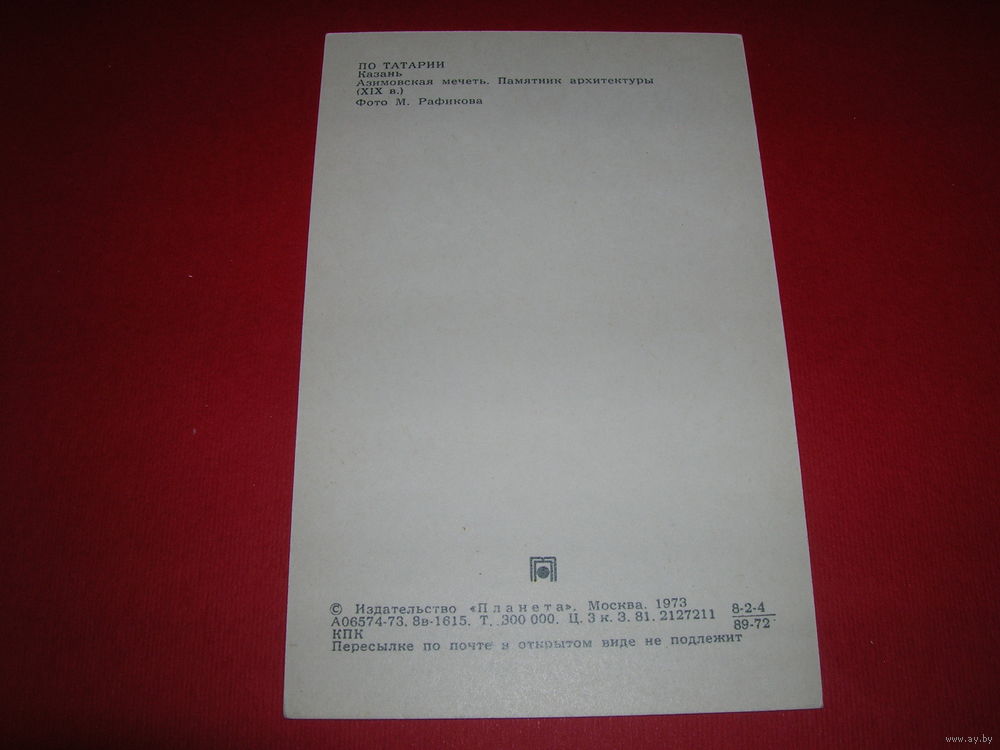 ПО ТАТАРИИ
Казань
Азимовская мечеть. Памятник архитектуры
(XIX в.)
Фото М. Рафикова
© Издательство «Планета», Москва, 1973
А06574-73. 8в-1615. Т. 300 000. Ц. 3 к. З. 81. 2127211
8-2-4
89-72
КПК
Пересылке по почте в открытом виде не подлежит
www.ay.by